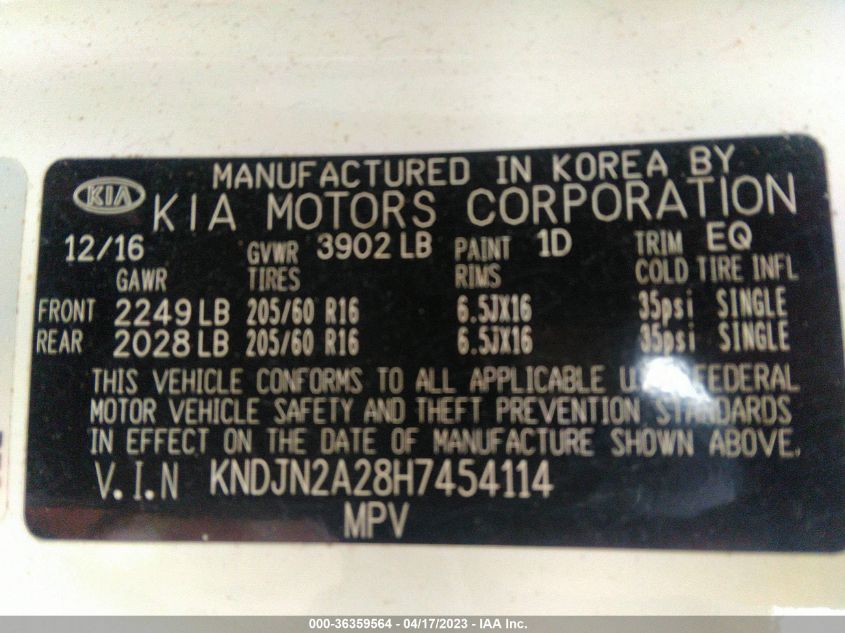 MANUFACTURED IN KOREA BY
KIA KIA MOTORS CORPORATION
12/16 GVWR 3902 LB PAINT 1D TRIM EQ
GAWR TIRES RIMS COLD TIRE INFL
FRONT 2249 LB 205/60 R16 6.5JX16 35psi SINGLE
REAR 2028 LB 205/60 R16 6.5JX16 35psi SINGLE
THIS VEHICLE CONFORMS TO ALL APPLICABLE FEDERAL
MOTOR VEHICLE SAFETY AND THEFT PREVENTION STANDARDS
IN EFFECT ON THE DATE OF MANUFACTURE SHOWN ABOVE.
V.I.N KNDJN2A28H7454114
MPV
000-36359564 - 04/17/2023 - IAA Inc.